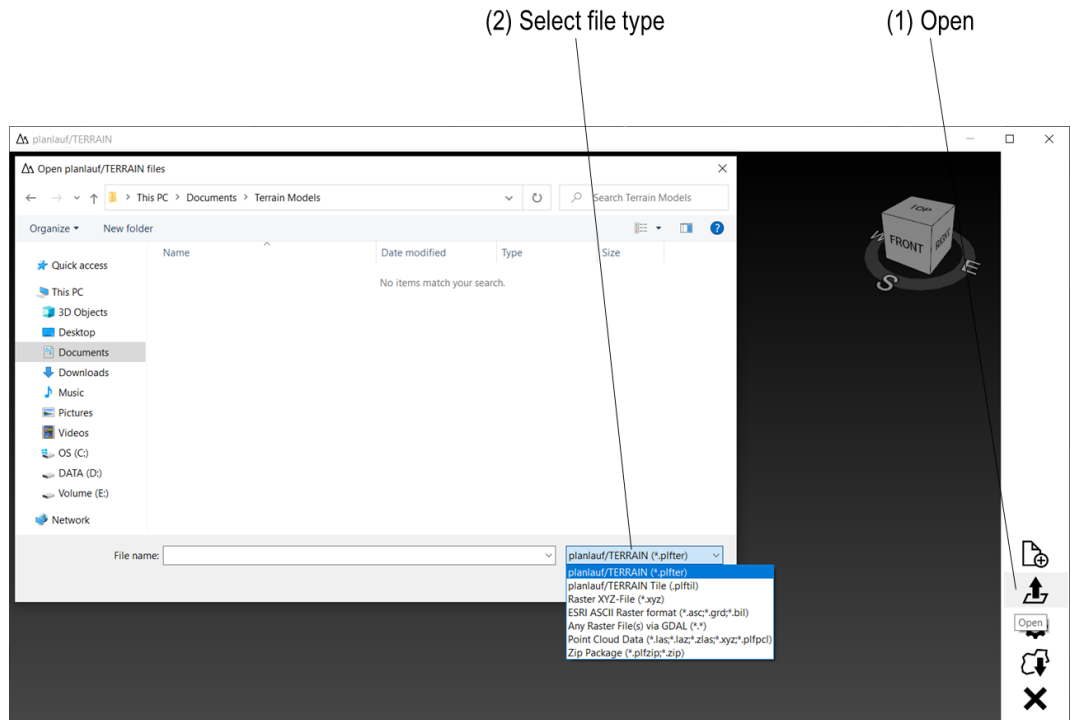 (2) Select file type
(1) Open
planlauf/TERRAIN
Open planlauf/TERRAIN files
This PC > Documents > Terrain Models
Search Terrain Models
Organize
New folder
Name
Date modified
Type
Size
No items match your search.
Quick access
This PC
3D Objects
Desktop
Documents
Downloads
Music
Pictures
Videos
OS (C:)
DATA (D:)
Volume (E:)
Network
File name:
planlauf/TERRAIN (*.plfter)
planlauf/TERRAIN (*.plfter)
planlauf/TERRAIN Tile (.plftil)
Raster XYZ-File (*.xyz)
ESRI ASCII Raster format (*.asc;*.grd;*.bil)
Any Raster File(s) via GDAL (*.*)
Point Cloud Data (*.las;*.laz;*.zlas;*.xyz;*.plfpcl)
Zip Package (*.plfzip;*.zip)
TOP
FRONT
RIGHT
W
S
E
Open